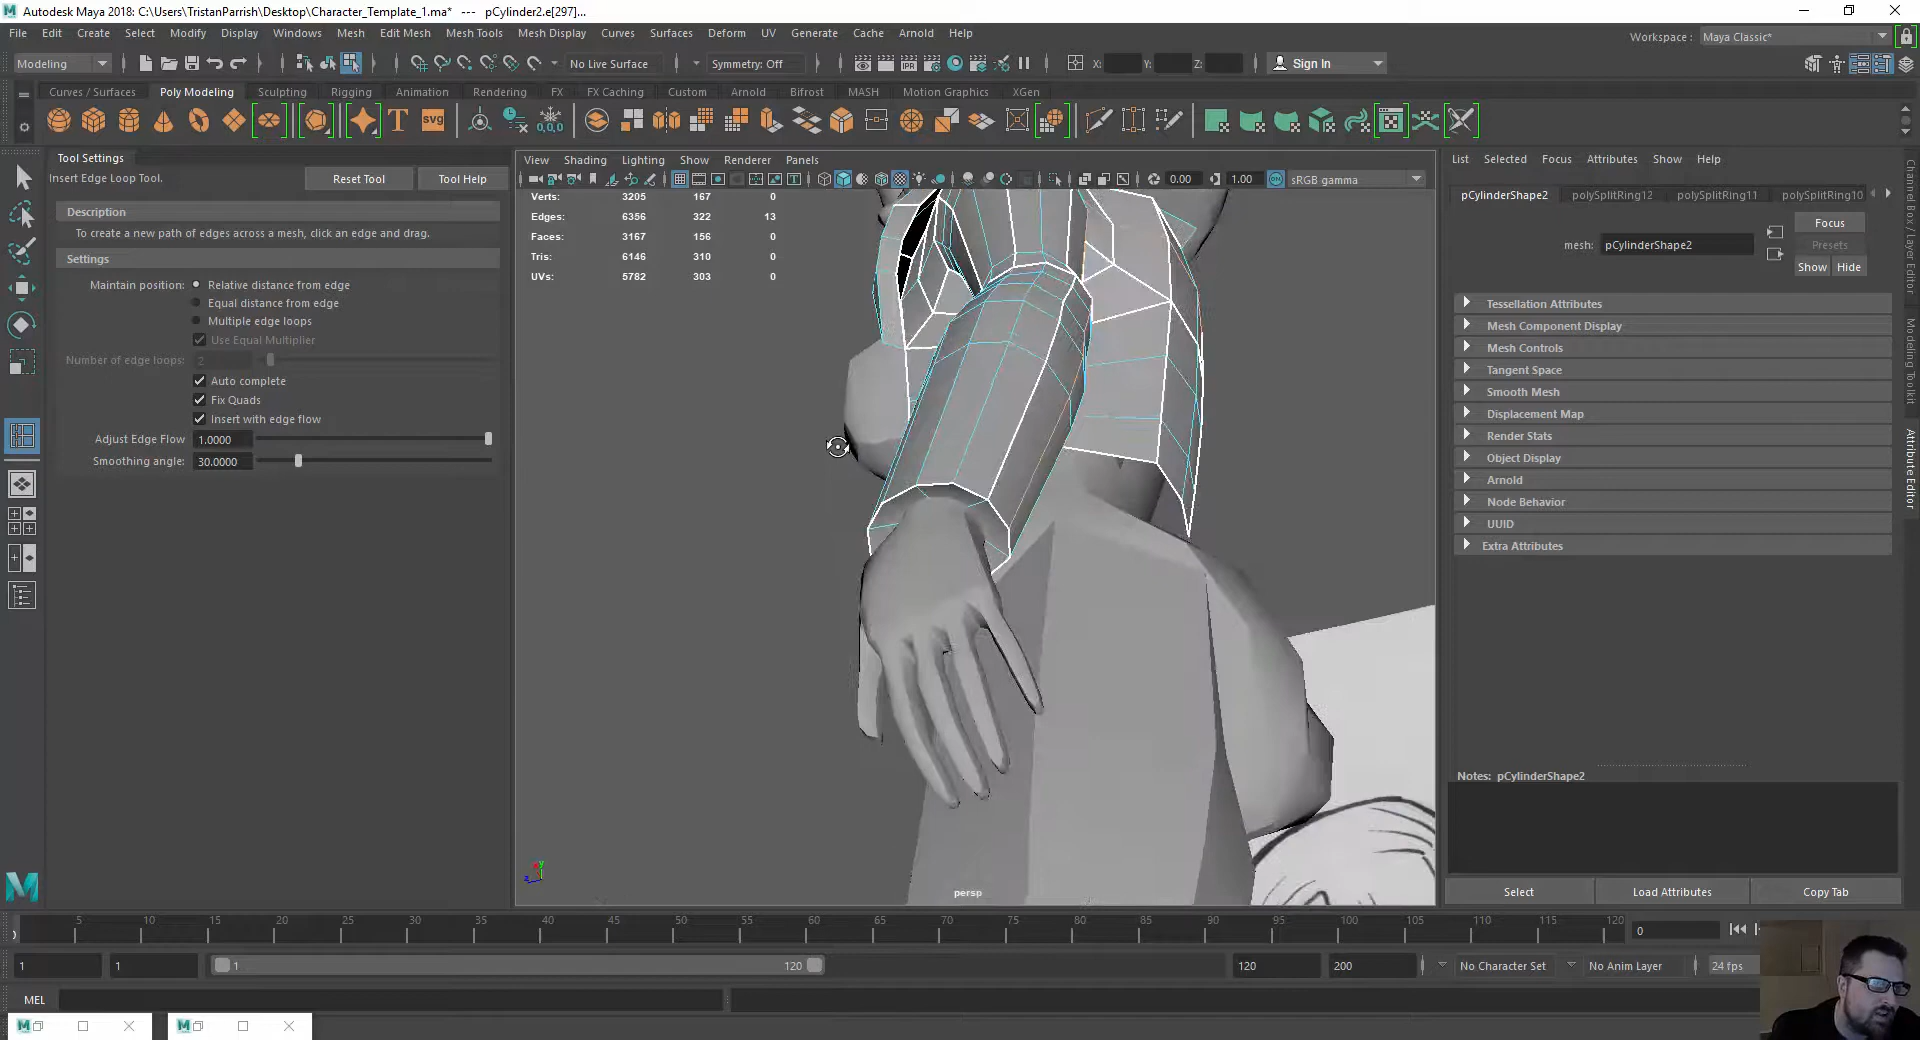 Autodesk Maya 2018: C:\Users\TristanParrish\Desktop\Character_Template_1.ma* --- pCylinder2.e[297]...
File Edit Create Select Modify Display Windows Mesh Edit Mesh Mesh Tools Mesh Display Curves Surfaces Deform UV Generate Cache Arnold Help
Workspace : Maya Classic*
Modeling No Live Surface Symmetry: Off X: Y: Z: Sign In
Curves / Surfaces Poly Modeling Sculpting Rigging Animation Rendering FX FX Caching Custom Arnold Bifrost MASH Motion Graphics XGen
T svg 0,0,0
Tool Settings
Insert Edge Loop Tool. Reset Tool Tool Help
Description
To create a new path of edges across a mesh, click an edge and drag.
Settings
Maintain position: Relative distance from edge
Equal distance from edge
Multiple edge loops
Use Equal Multiplier
Number of edge loops: 2
Auto complete
Fix Quads
Insert with edge flow
Adjust Edge Flow 1.0000
Smoothing angle: 30.0000
View Shading Lighting Show Renderer Panels
0.00 1.00 sRGB gamma
Verts: 3205 167 0
Edges: 6356 322 13
Faces: 3167 156 0
Tris: 6146 310 0
UVs: 5782 303 0
persp
List Selected Focus Attributes Show Help
pCylinderShape2 polySplitRing12 polySplitRing11 polySplitRing10
mesh: pCylinderShape2
Focus
Presets
Show Hide
Tessellation Attributes
Mesh Component Display
Mesh Controls
Tangent Space
Smooth Mesh
Displacement Map
Render Stats
Object Display
Arnold
Node Behavior
UUID
Extra Attributes
Notes: pCylinderShape2
Select Load Attributes Copy Tab
Channel Box / Layer Editor
Modeling Toolkit
Attribute Editor
5 10 15 20 25 30 35 40 45 50 55 60 65 70 75 80 85 90 95 100 105 110 115 120
0
1 1 1 120 120 200 No Character Set No Anim Layer 24 fps
MEL